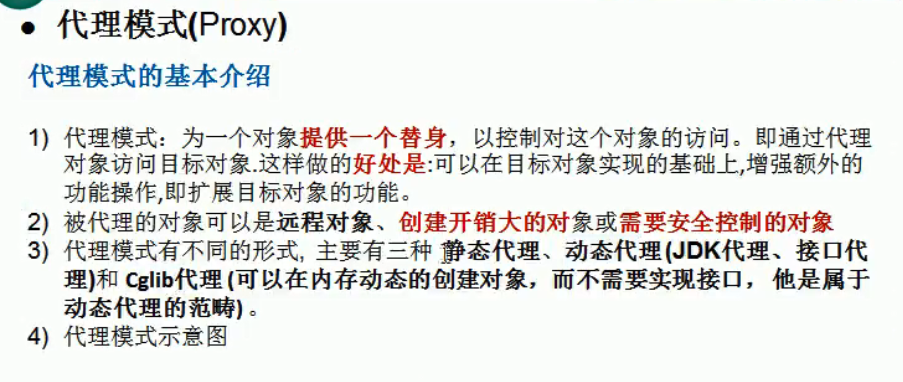 ● 代理模式(Proxy)
代理模式的基本介绍
1) 代理模式：为一个对象提供一个替身，以控制对这个对象的访问。即通过代理
对象访问目标对象.这样做的好处是:可以在目标对象实现的基础上,增强额外的
功能操作,即扩展目标对象的功能。
2) 被代理的对象可以是远程对象、创建开销大的对象或需要安全控制的对象
3) 代理模式有不同的形式, 主要有三种 静态代理、动态代理 (JDK代理、接口代
理)和 Cglib代理 (可以在内存动态的创建对象，而不需要实现接口， 他是属于
动态代理的范畴) 。
4) 代理模式示意图